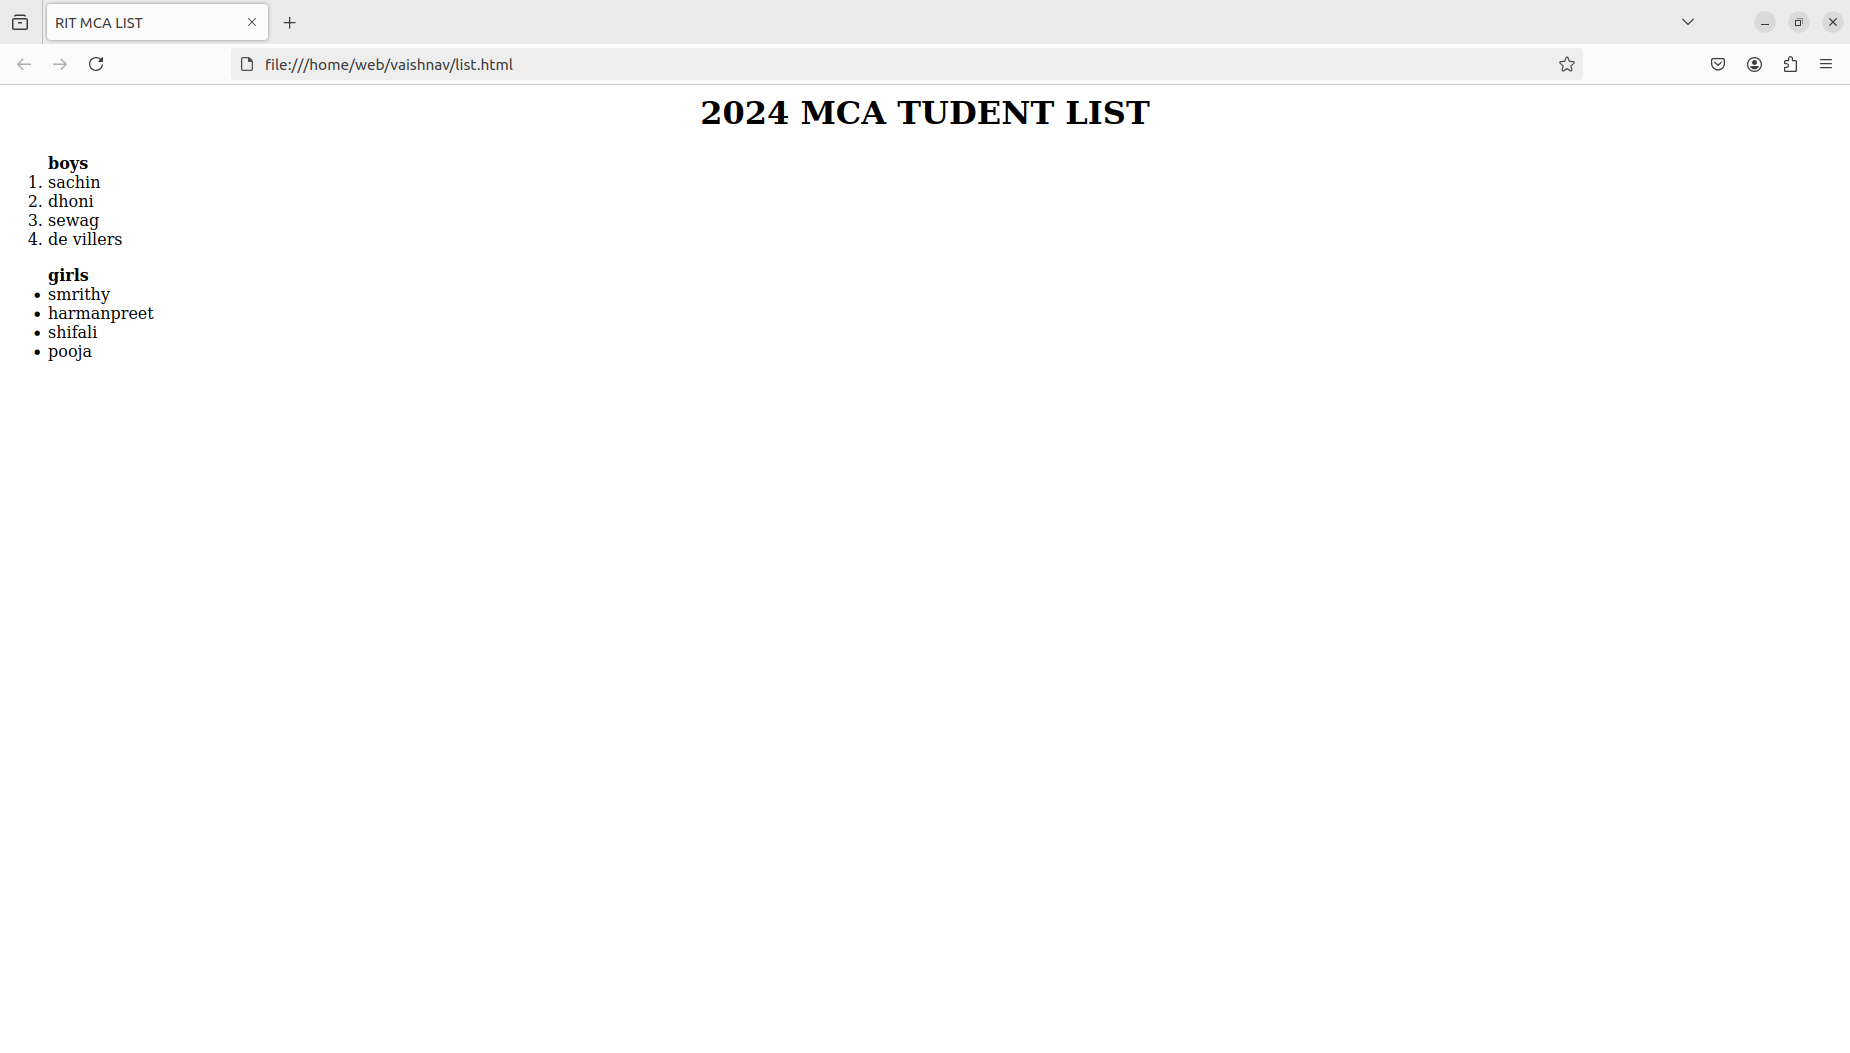 RIT MCA LIST
file:///home/web/vaishnav/list.html
2024 MCA TUDENT LIST
boys
1. sachin
2. dhoni
3. sewag
4. de villers
girls
• smrithy
• harmanpreet
• shifali
• pooja